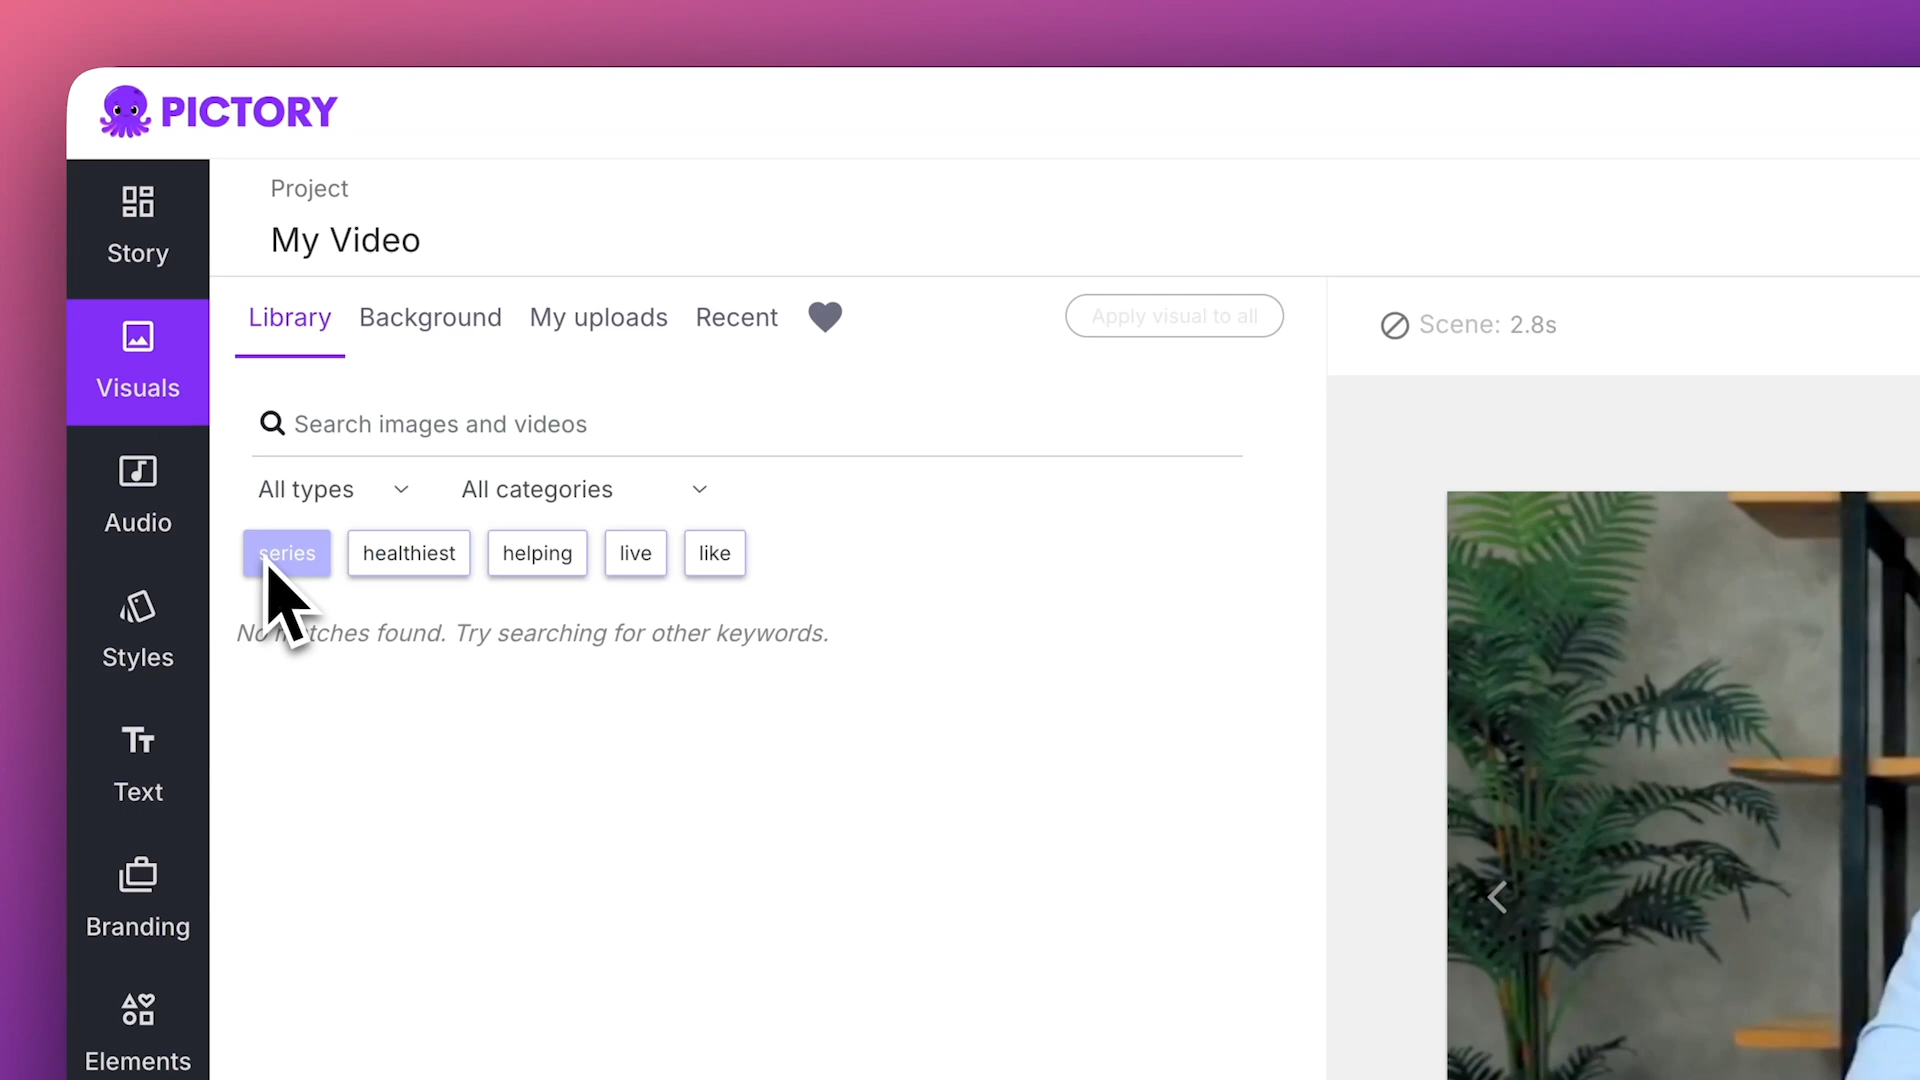 PICTORY
Project
My Video
Story
Visuals
Audio
Styles
Text
Branding
Elements
Library Background My uploads Recent
Apply visual to all
Search images and videos
All types All categories
series healthiest helping live like
No matches found. Try searching for other keywords.
Scene: 2.8s